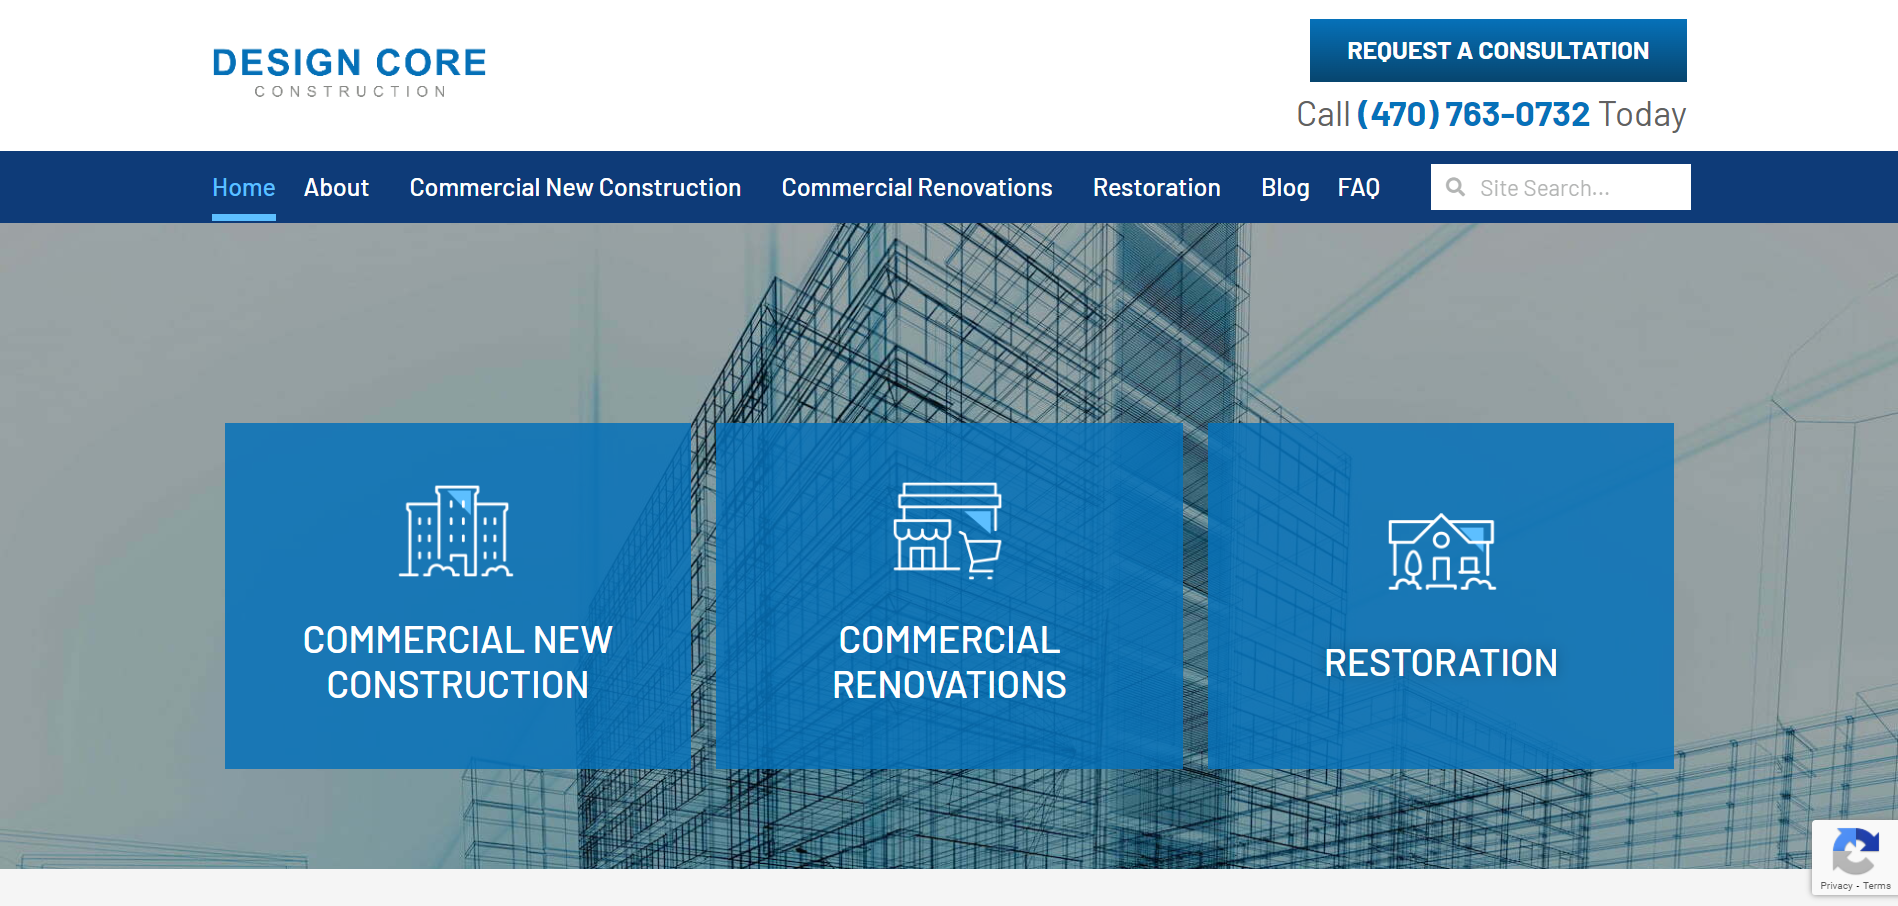 DESIGN CORE
CONSTRUCTION
REQUEST A CONSULTATION
Call (470) 763-0732 Today
Home About Commercial New Construction Commercial Renovations Restoration Blog FAQ Site Search...
COMMERCIAL NEW
CONSTRUCTION
COMMERCIAL
RENOVATIONS
RESTORATION
Privacy - Terms